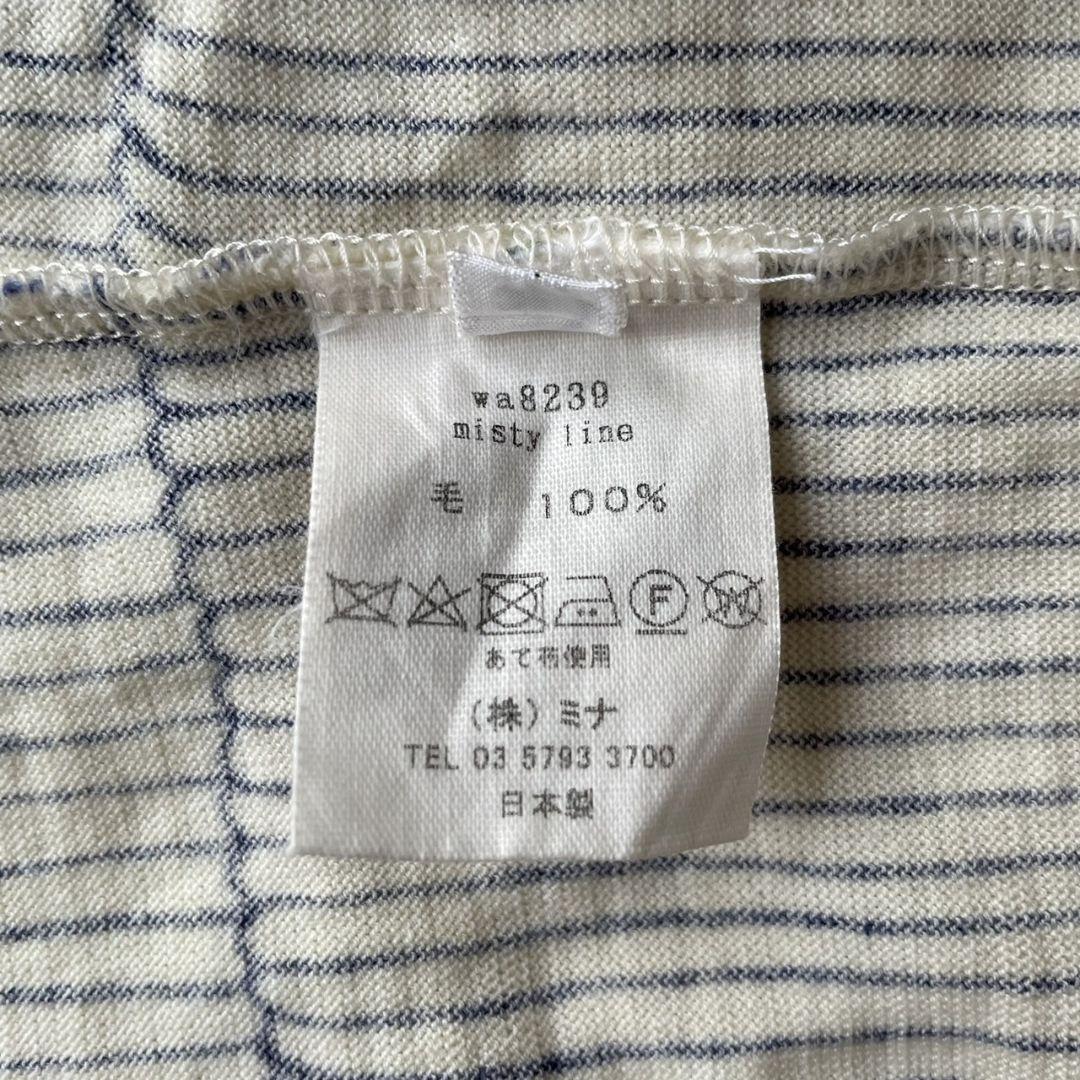 wa8239
misty line
毛 100%
F W
あて布使用
(株)ミナ
TEL 03 5793 3700
日本製